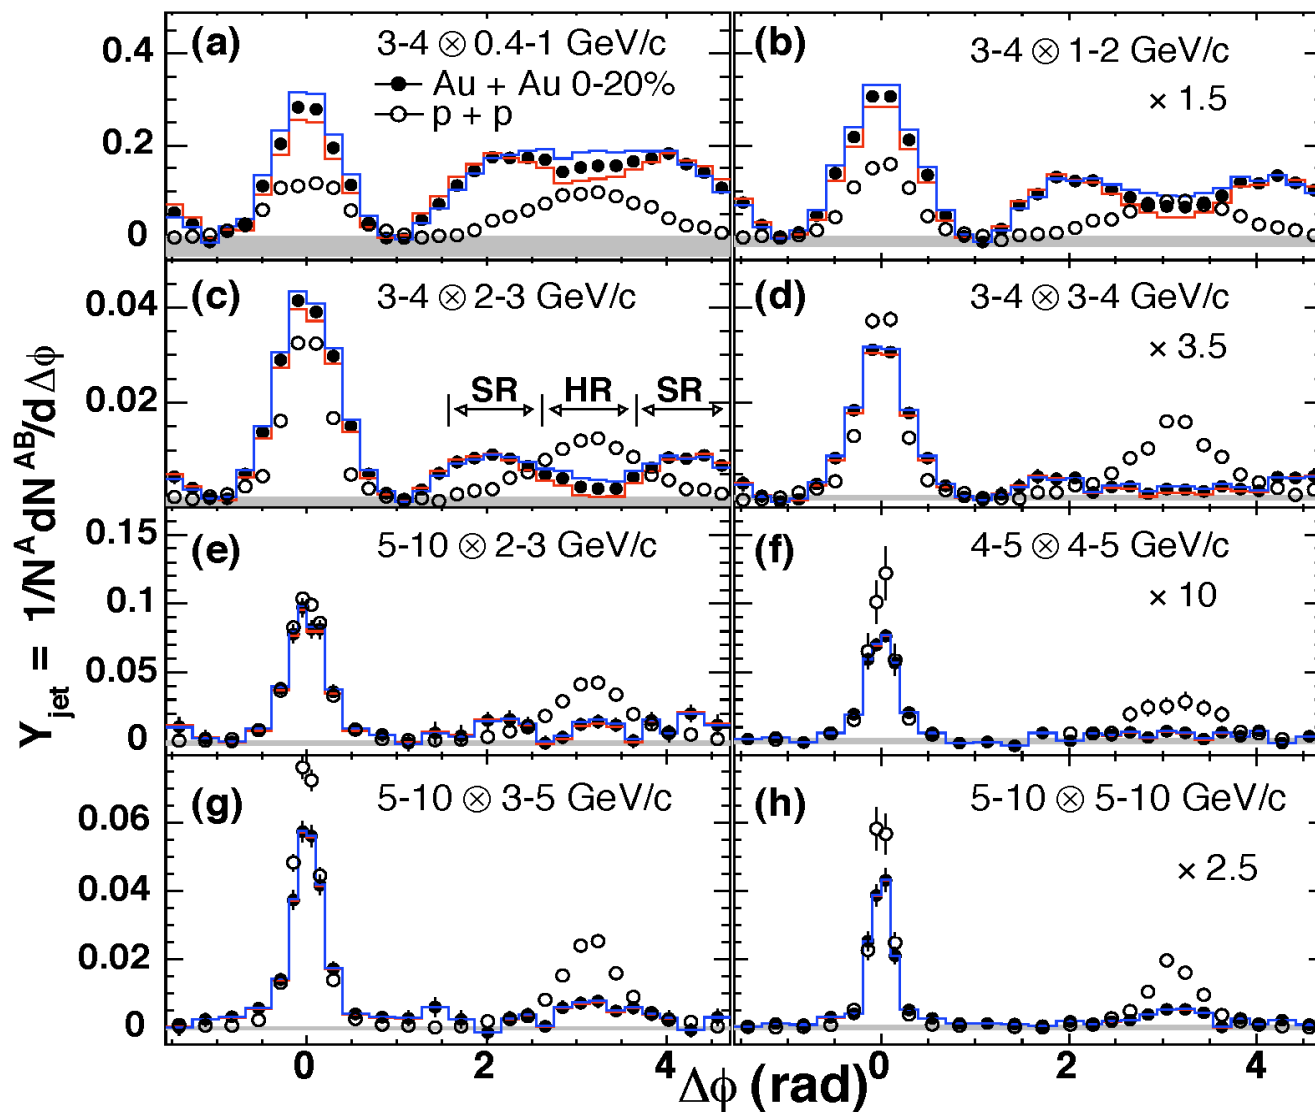 (a) 3-4 ⊗ 0.4-1 GeV/c
Au + Au 0-20%
p + p
(b) 3-4 ⊗ 1-2 GeV/c
× 1.5
0.4
0.2
0
(c) 3-4 ⊗ 2-3 GeV/c
SR HR SR
(d) 3-4 ⊗ 3-4 GeV/c
× 3.5
0.04
0.02
(e) 5-10 ⊗ 2-3 GeV/c
(f) 4-5 ⊗ 4-5 GeV/c
× 10
0.15
0.1
0.05
0
(g) 5-10 ⊗ 3-5 GeV/c
(h) 5-10 ⊗ 5-10 GeV/c
× 2.5
0.06
0.04
0.02
0
0 2 4 0 2 4
Δϕ (rad)
Y_jet = 1/N^A dN^AB/dΔϕ